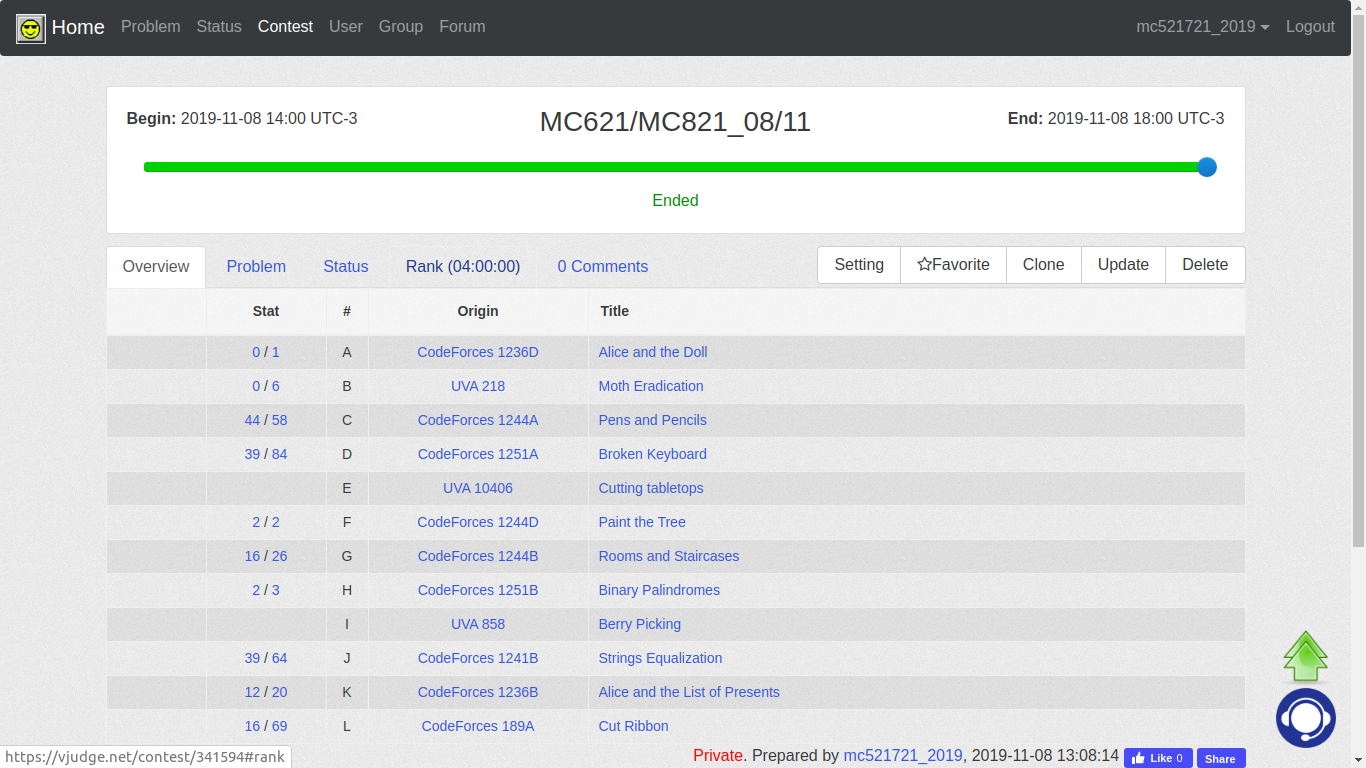 Home Problem Status Contest User Group Forum mc521721_2019 Logout
Begin: 2019-11-08 14:00 UTC-3 MC621/MC821_08/11 End: 2019-11-08 18:00 UTC-3
Ended
Overview Problem Status Rank (04:00:00) 0 Comments Setting Favorite Clone Update Delete
Stat # Origin Title
0 / 1 A CodeForces 1236D Alice and the Doll
0 / 6 B UVA 218 Moth Eradication
44 / 58 C CodeForces 1244A Pens and Pencils
39 / 84 D CodeForces 1251A Broken Keyboard
E UVA 10406 Cutting tabletops
2 / 2 F CodeForces 1244D Paint the Tree
16 / 26 G CodeForces 1244B Rooms and Staircases
2 / 3 H CodeForces 1251B Binary Palindromes
I UVA 858 Berry Picking
39 / 64 J CodeForces 1241B Strings Equalization
12 / 20 K CodeForces 1236B Alice and the List of Presents
16 / 69 L CodeForces 189A Cut Ribbon
https://vjudge.net/contest/341594#rank Private. Prepared by mc521721_2019, 2019-11-08 13:08:14 Like 0 Share